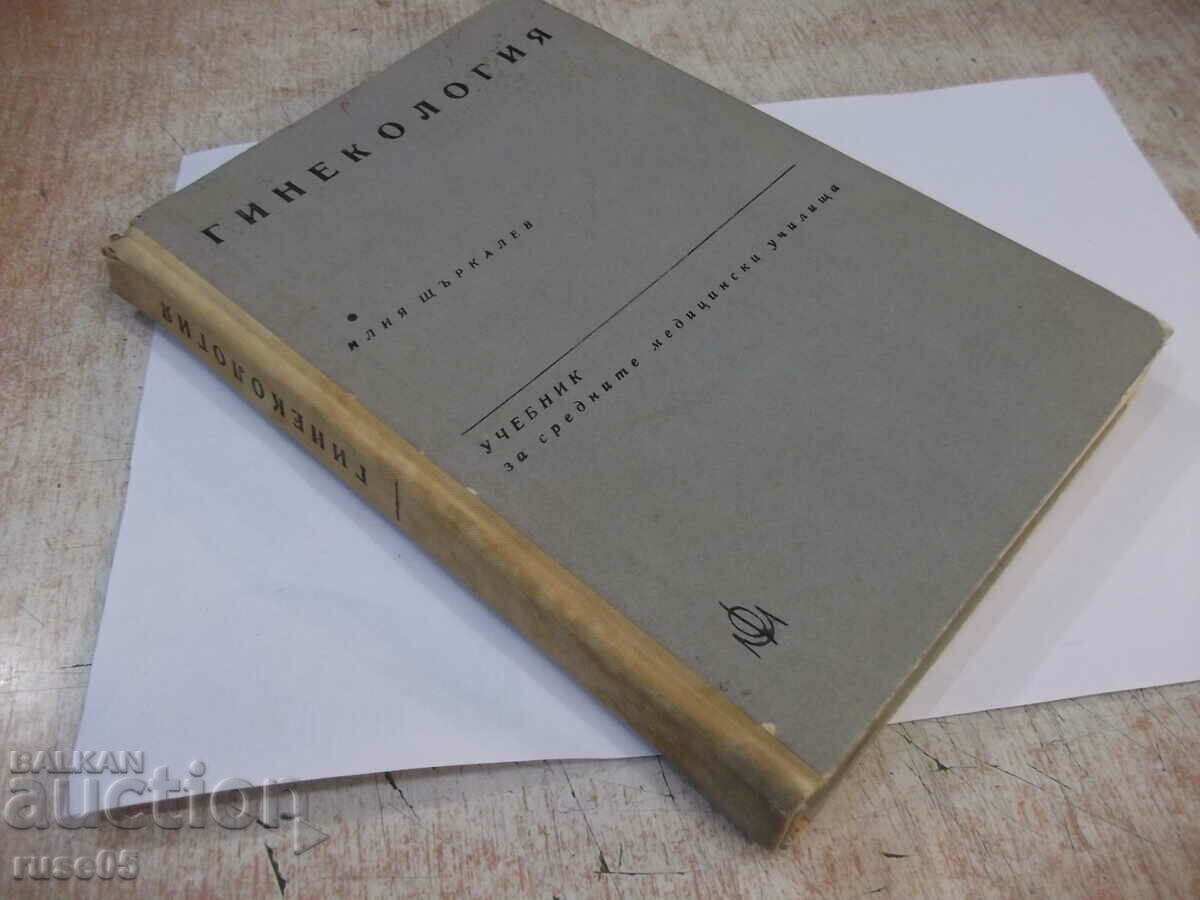 ГИНЕКОЛОГИЯ
ИЛИЯ ЩЪРКАЛЕВ
УЧЕБНИК
за средните медицински училища
ГИНЕКОЛОГИЯ
BALKAN
auction
ruse05